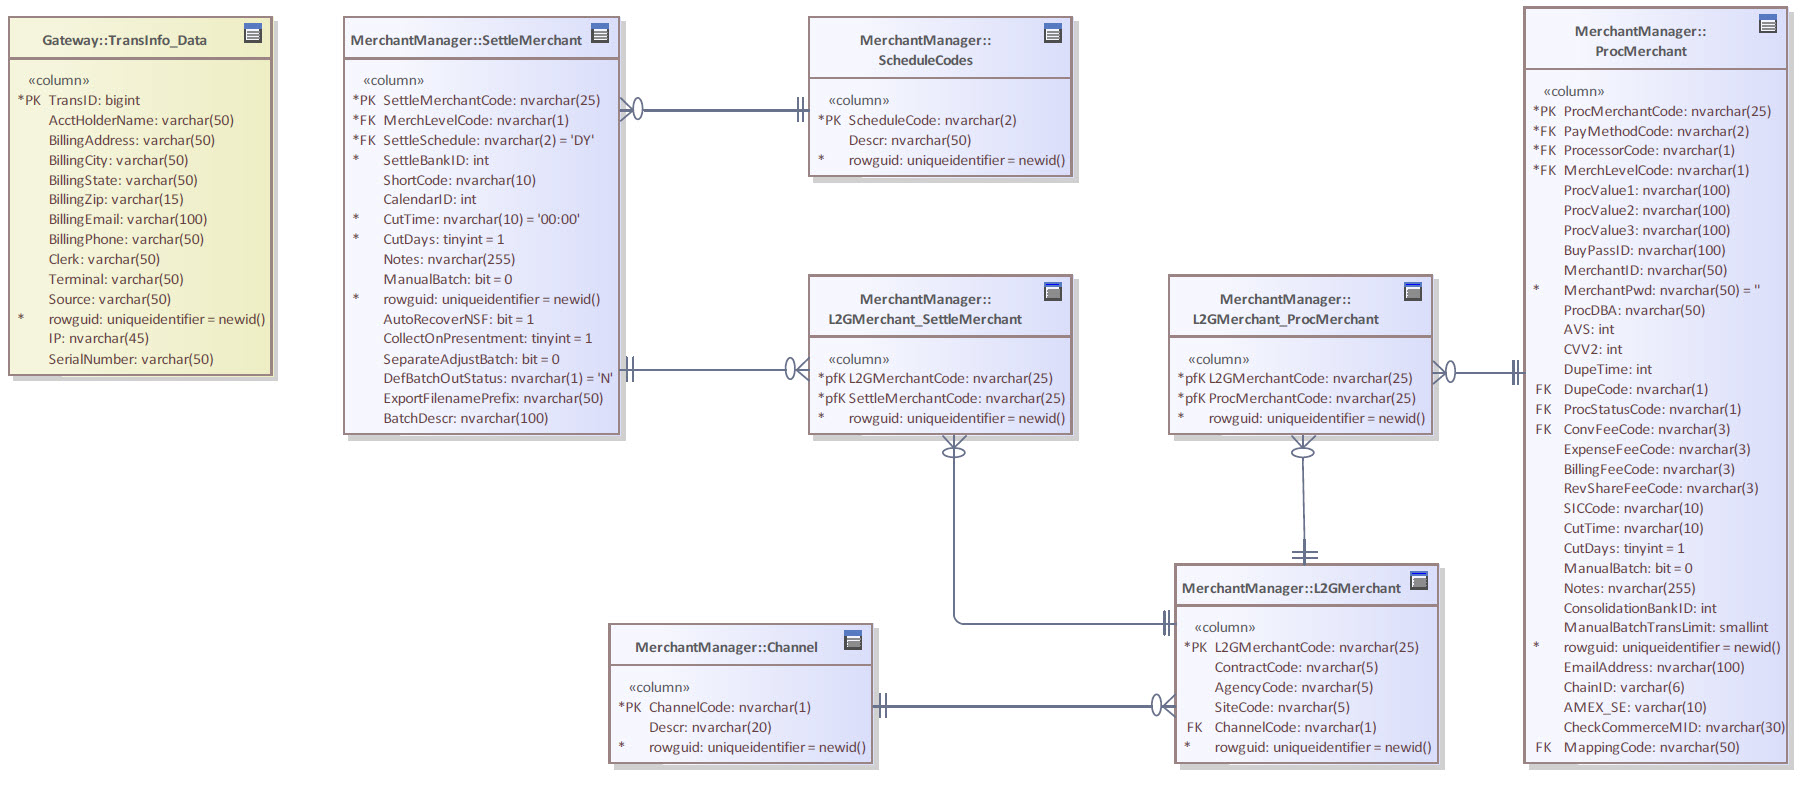 Gateway::TransInfo_Data
«column»
*PK TransID: bigint
AcctHolderName: varchar(50)
BillingAddress: varchar(50)
BillingCity: varchar(50)
BillingState: varchar(50)
BillingZip: varchar(15)
BillingEmail: varchar(100)
BillingPhone: varchar(50)
Clerk: varchar(50)
Terminal: varchar(50)
Source: varchar(50)
* rowguid: uniqueidentifier = newid()
IP: nvarchar(45)
SerialNumber: varchar(50)
MerchantManager::SettleMerchant
«column»
*PK SettleMerchantCode: nvarchar(25)
*FK MerchLevelCode: nvarchar(1)
*FK SettleSchedule: nvarchar(2) = 'DY'
* SettleBankID: int
ShortCode: nvarchar(10)
CalendarID: int
* CutTime: nvarchar(10) = '00:00'
* CutDays: tinyint = 1
Notes: nvarchar(255)
ManualBatch: bit = 0
* rowguid: uniqueidentifier = newid()
AutoRecoverNSF: bit = 1
CollectOnPresentment: tinyint = 1
SeparateAdjustBatch: bit = 0
DefBatchOutStatus: nvarchar(1) = 'N'
ExportFilenamePrefix: nvarchar(50)
BatchDescr: nvarchar(100)
MerchantManager::
ScheduleCodes
«column»
*PK ScheduleCode: nvarchar(2)
Descr: nvarchar(50)
* rowguid: uniqueidentifier = newid()
MerchantManager::
L2GMerchant_SettleMerchant
«column»
*pfK L2GMerchantCode: nvarchar(25)
*pfK SettleMerchantCode: nvarchar(25)
* rowguid: uniqueidentifier = newid()
MerchantManager::
L2GMerchant_ProcMerchant
«column»
*pfK L2GMerchantCode: nvarchar(25)
*pfK ProcMerchantCode: nvarchar(25)
* rowguid: uniqueidentifier = newid()
MerchantManager::Channel
«column»
*PK ChannelCode: nvarchar(1)
Descr: nvarchar(20)
* rowguid: uniqueidentifier = newid()
MerchantManager::L2GMerchant
«column»
*PK L2GMerchantCode: nvarchar(25)
ContractCode: nvarchar(5)
AgencyCode: nvarchar(5)
SiteCode: nvarchar(5)
FK ChannelCode: nvarchar(1)
* rowguid: uniqueidentifier = newid()
MerchantManager::
ProcMerchant
«column»
*PK ProcMerchantCode: nvarchar(25)
*FK PayMethodCode: nvarchar(2)
*FK ProcessorCode: nvarchar(1)
*FK MerchLevelCode: nvarchar(1)
ProcValue1: nvarchar(100)
ProcValue2: nvarchar(100)
ProcValue3: nvarchar(100)
BuyPassID: nvarchar(100)
MerchantID: nvarchar(50)
* MerchantPwd: nvarchar(50) = ''
ProcDBA: nvarchar(50)
AVS: int
CVV2: int
DupeTime: int
FK DupeCode: nvarchar(1)
FK ProcStatusCode: nvarchar(1)
FK ConvFeeCode: nvarchar(3)
ExpenseFeeCode: nvarchar(3)
BillingFeeCode: nvarchar(3)
RevShareFeeCode: nvarchar(3)
SICCode: nvarchar(10)
CutTime: nvarchar(10)
CutDays: tinyint = 1
ManualBatch: bit = 0
Notes: nvarchar(255)
ConsolidationBankID: int
ManualBatchTransLimit: smallint
* rowguid: uniqueidentifier = newid()
EmailAddress: nvarchar(100)
ChainID: varchar(6)
AMEX_SE: varchar(10)
CheckCommerceMID: nvarchar(30)
FK MappingCode: nvarchar(50)